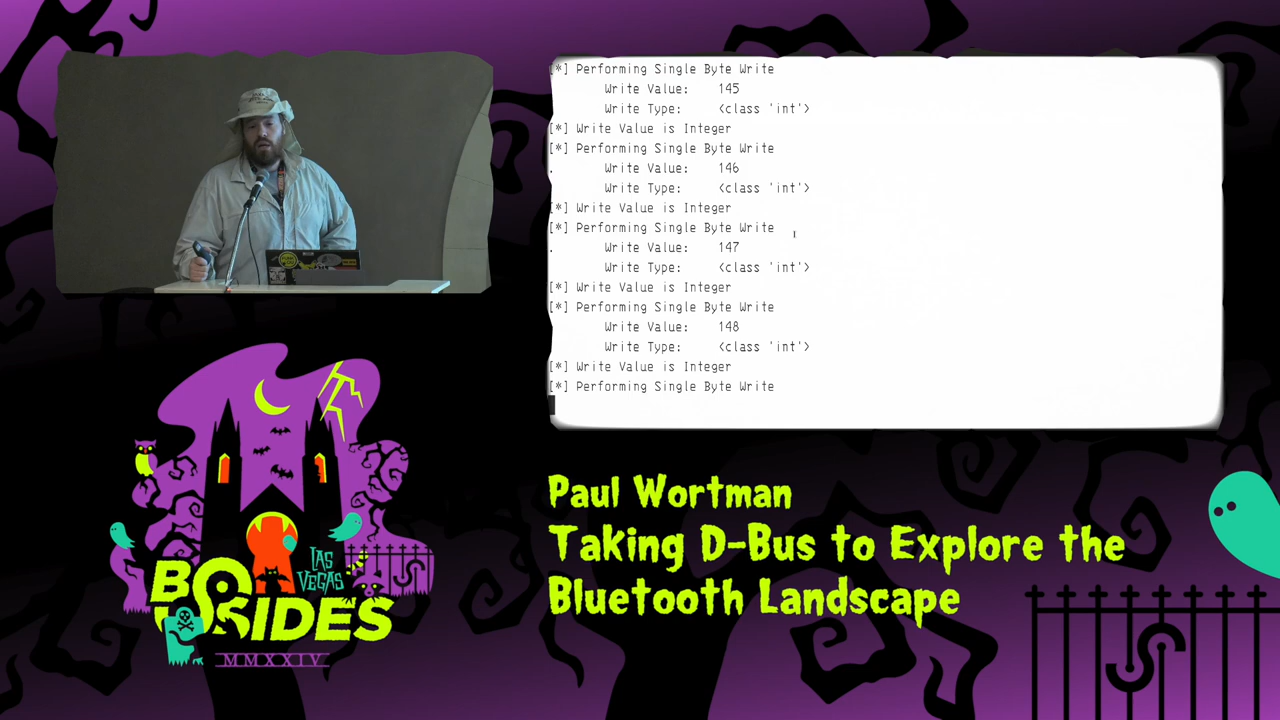 [*] Performing Single Byte Write
Write Value: 145
Write Type: <class 'int'>
[*] Write Value is Integer
[*] Performing Single Byte Write
. Write Value: 146
Write Type: <class 'int'>
[*] Write Value is Integer
[*] Performing Single Byte Write
. Write Value: 147
Write Type: <class 'int'>
[*] Write Value is Integer
[*] Performing Single Byte Write
Write Value: 148
Write Type: <class 'int'>
[*] Write Value is Integer
[*] Performing Single Byte Write
Paul Wortman
Taking D-Bus to Explore the
Bluetooth Landscape
LAS
VEGAS
BSIDES
MMXXIV